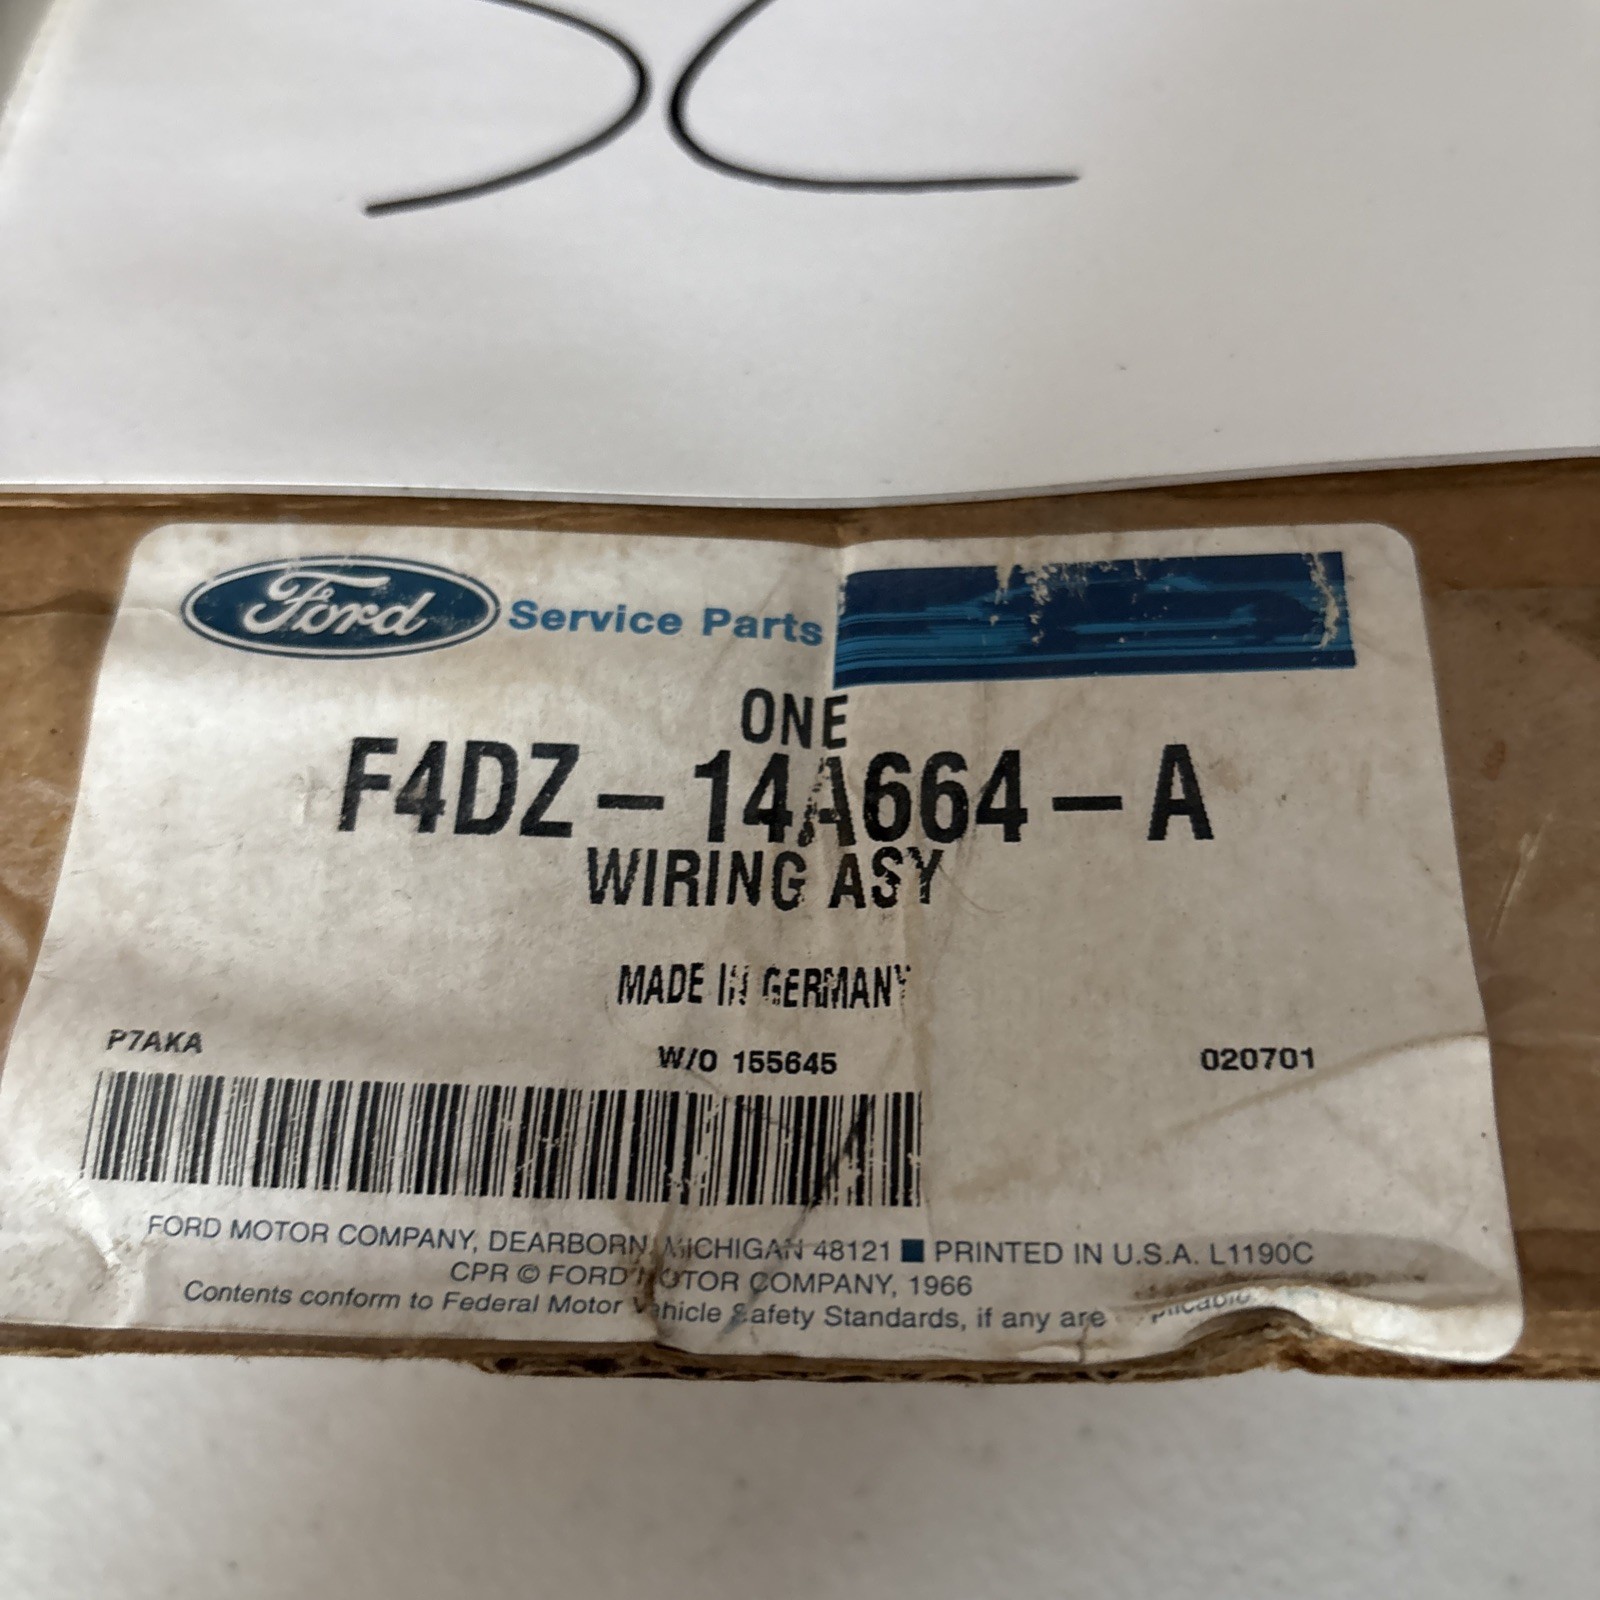 Ford Service Parts
ONE
F4DZ - 14A664 - A
WIRING ASY
MADE IN GERMANY
P7AKA W/O 155645 020701
FORD MOTOR COMPANY, DEARBORN, MICHIGAN 48121 ■ PRINTED IN U.S.A. L1190C
CPR © FORD MOTOR COMPANY, 1966
Contents conform to Federal Motor Vehicle Safety Standards, if any are applicable